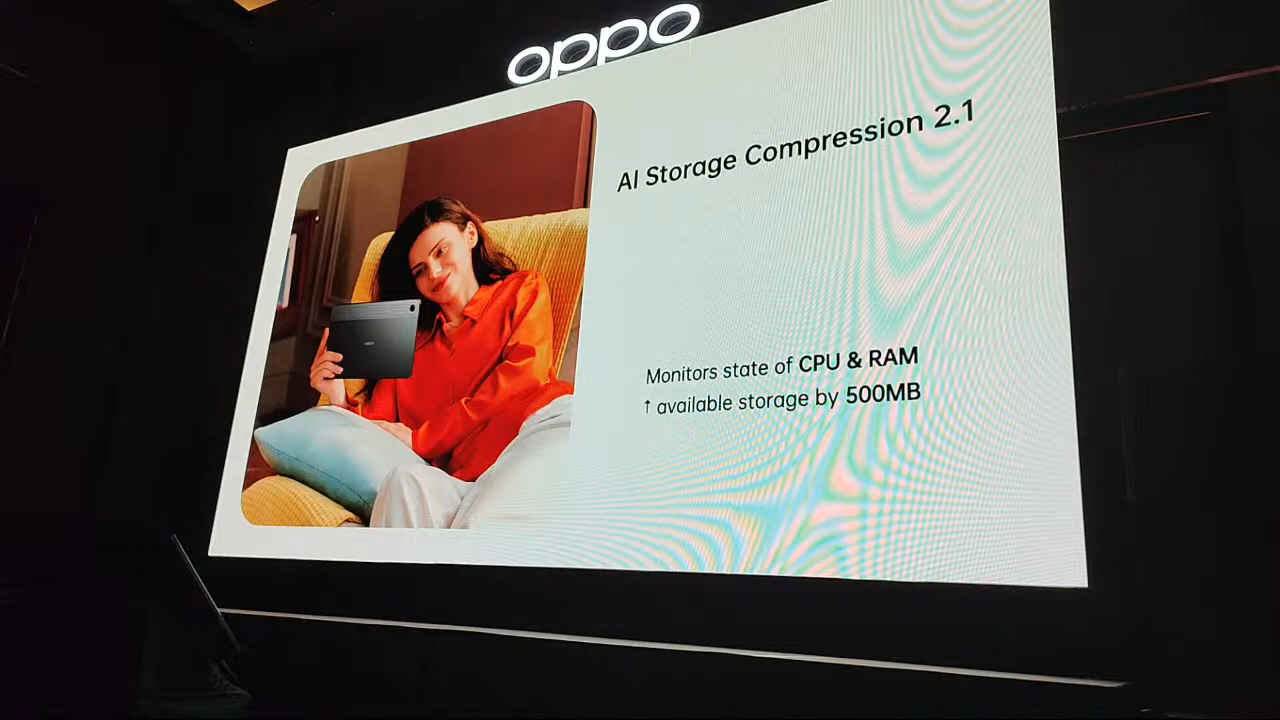 oppo
AI Storage Compression 2.1
Monitors state of CPU & RAM
↑ available storage by 500MB